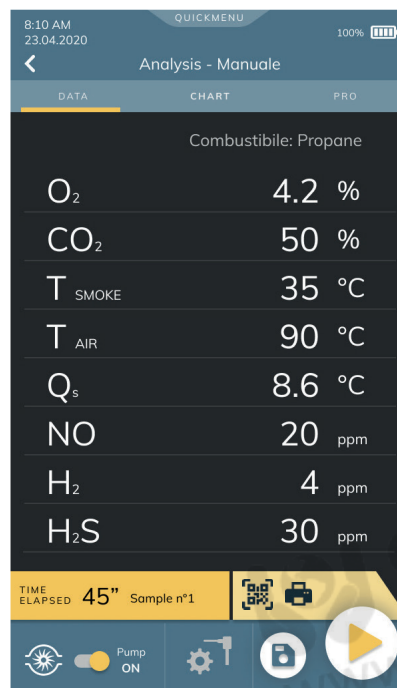 8:10 AM
23.04.2020
QUICKMENU
100%
Analysis - Manuale
DATA CHART PRO
Combustibile: Propane
O₂ 4.2 %
CO₂ 50 %
T SMOKE 35 °C
T AIR 90 °C
Qₛ 8.6 °C
NO 20 ppm
H₂ 4 ppm
H₂S 30 ppm
TIME
ELAPSED 45” Sample n°1
Pump
ON